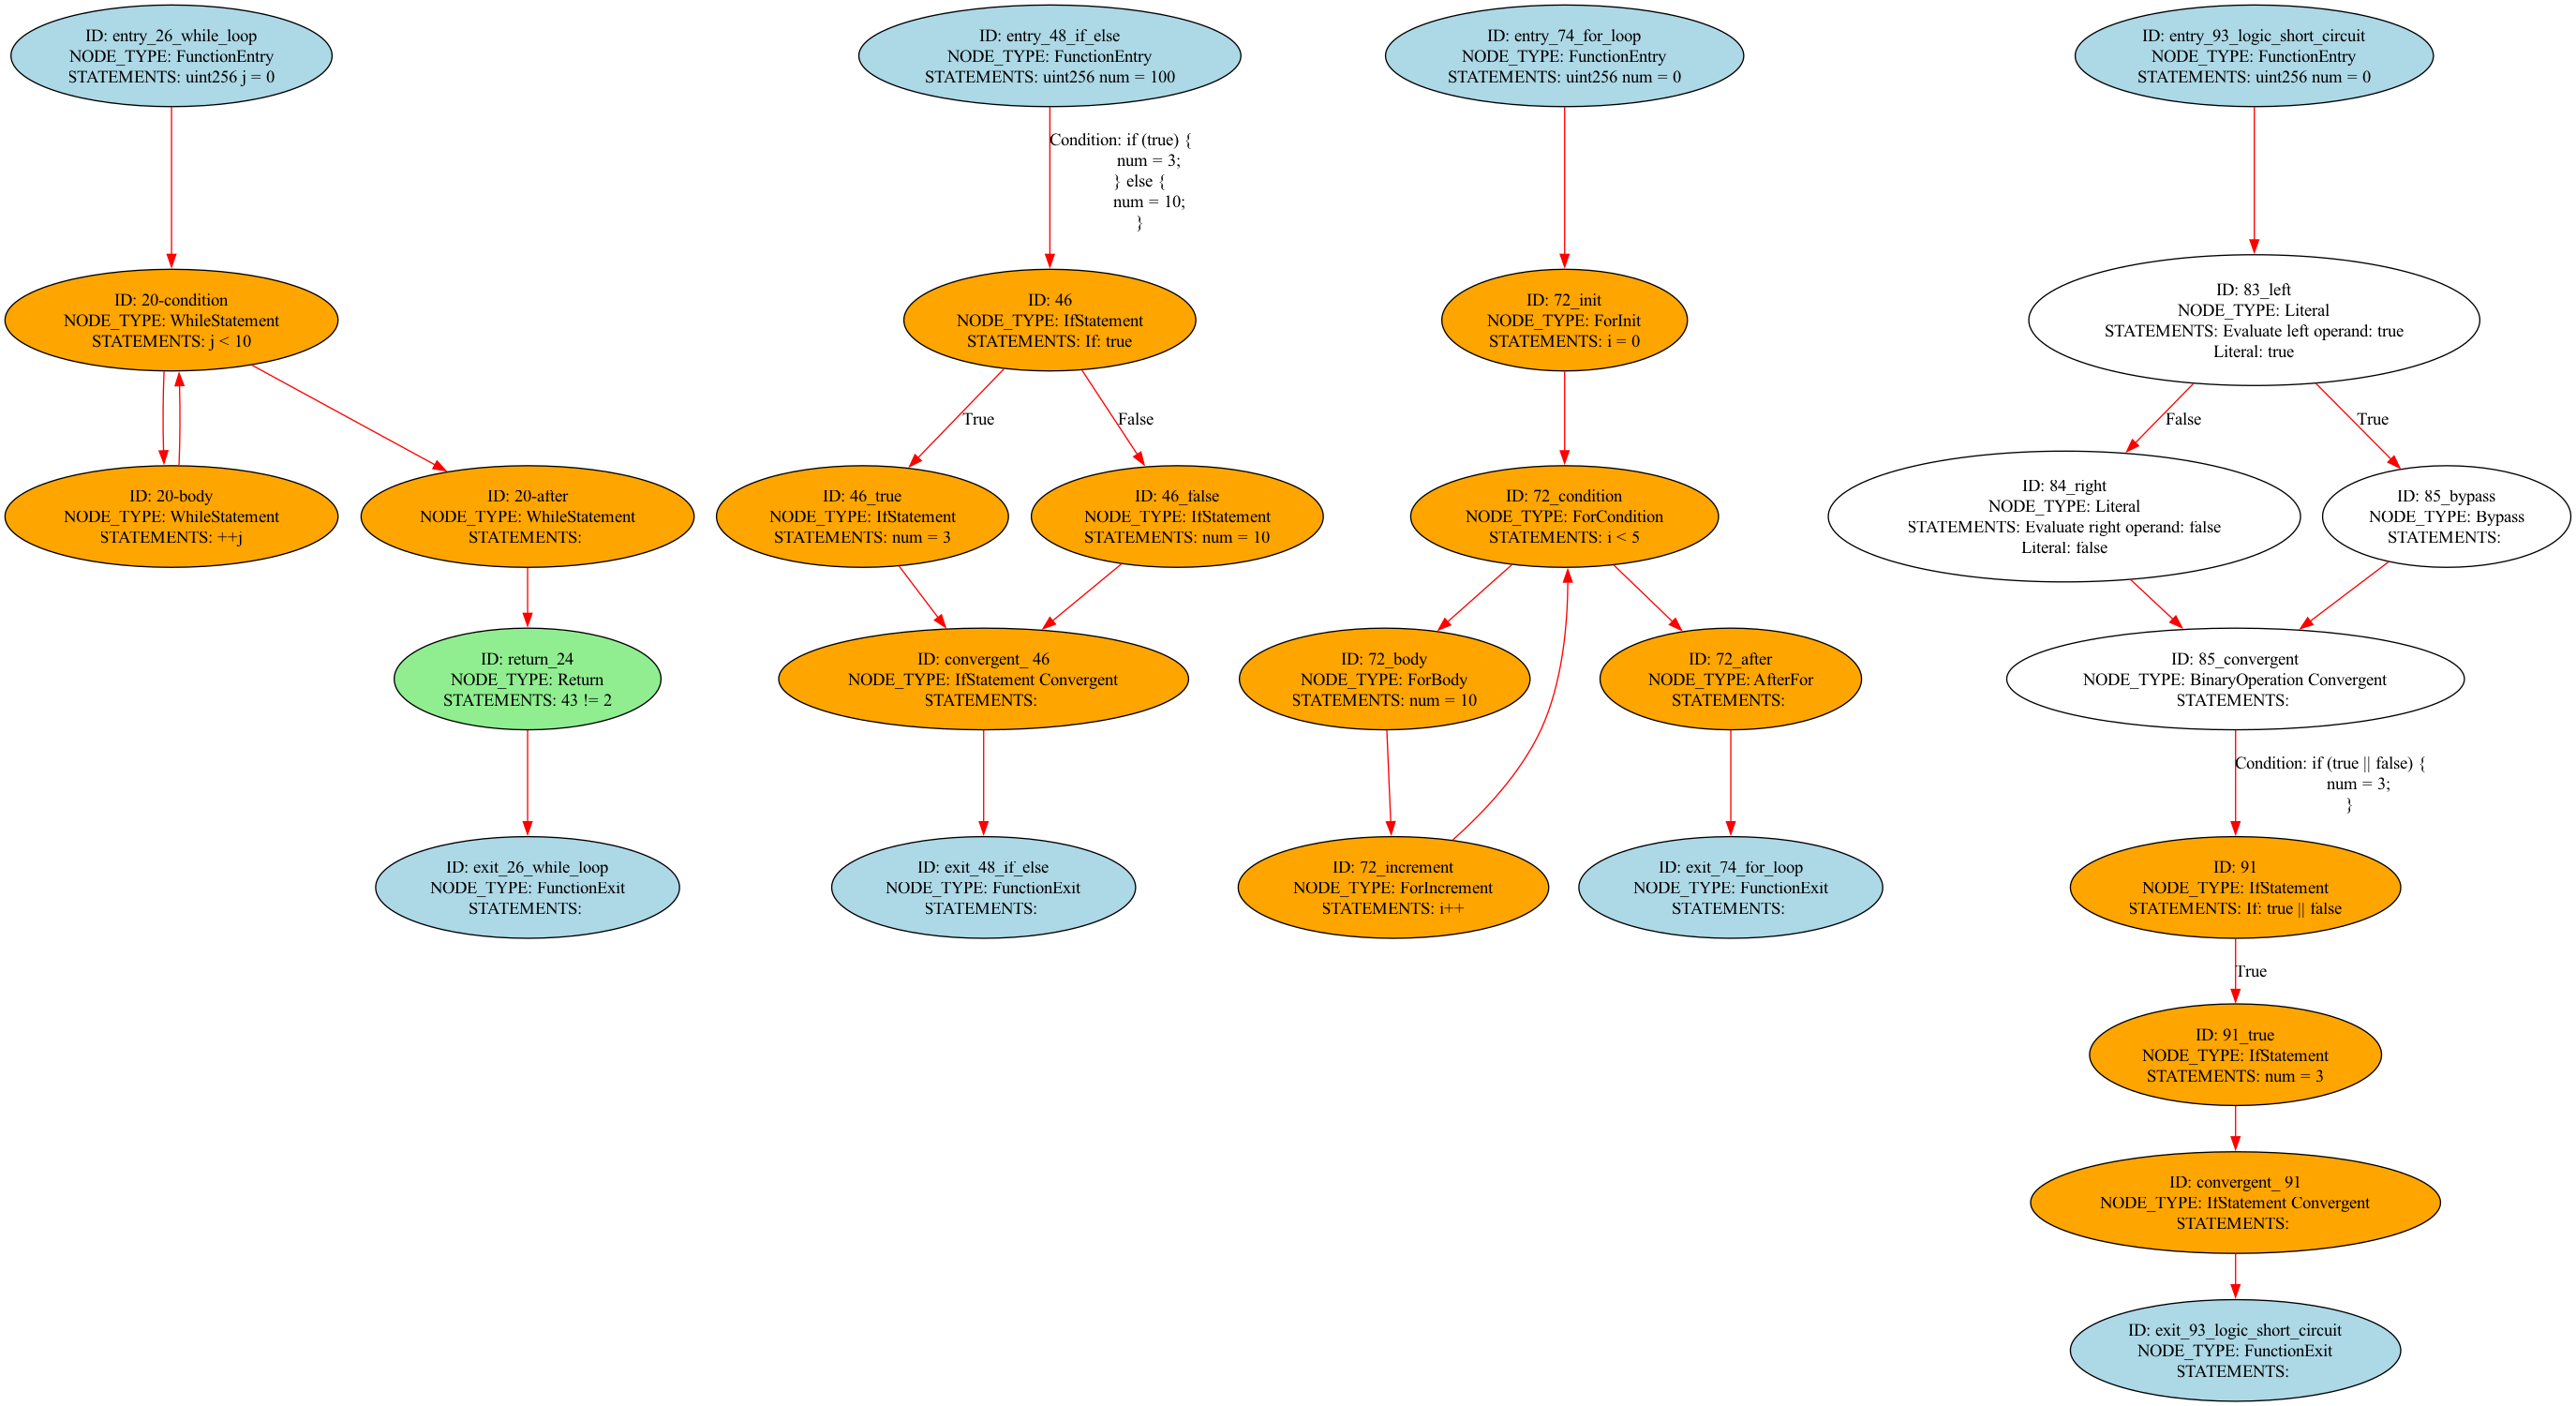 ID: entry_26_while_loop
NODE_TYPE: FunctionEntry
STATEMENTS: uint256 j = 0
ID: 20-condition
NODE_TYPE: WhileStatement
STATEMENTS: j < 10
ID: 20-body
NODE_TYPE: WhileStatement
STATEMENTS: ++j
ID: 20-after
NODE_TYPE: WhileStatement
STATEMENTS:
ID: return_24
NODE_TYPE: Return
STATEMENTS: 43 != 2
ID: exit_26_while_loop
NODE_TYPE: FunctionExit
STATEMENTS:
ID: entry_48_if_else
NODE_TYPE: FunctionEntry
STATEMENTS: uint256 num = 100
Condition: if (true) {
num = 3;
} else {
num = 10;
}
ID: 46
NODE_TYPE: IfStatement
STATEMENTS: If: true
True
False
ID: 46_true
NODE_TYPE: IfStatement
STATEMENTS: num = 3
ID: 46_false
NODE_TYPE: IfStatement
STATEMENTS: num = 10
ID: convergent_ 46
NODE_TYPE: IfStatement Convergent
STATEMENTS:
ID: exit_48_if_else
NODE_TYPE: FunctionExit
STATEMENTS:
ID: entry_74_for_loop
NODE_TYPE: FunctionEntry
STATEMENTS: uint256 num = 0
ID: 72_init
NODE_TYPE: ForInit
STATEMENTS: i = 0
ID: 72_condition
NODE_TYPE: ForCondition
STATEMENTS: i < 5
ID: 72_body
NODE_TYPE: ForBody
STATEMENTS: num = 10
ID: 72_after
NODE_TYPE: AfterFor
STATEMENTS:
ID: 72_increment
NODE_TYPE: ForIncrement
STATEMENTS: i++
ID: exit_74_for_loop
NODE_TYPE: FunctionExit
STATEMENTS:
ID: entry_93_logic_short_circuit
NODE_TYPE: FunctionEntry
STATEMENTS: uint256 num = 0
ID: 83_left
NODE_TYPE: Literal
STATEMENTS: Evaluate left operand: true
Literal: true
False
True
ID: 84_right
NODE_TYPE: Literal
STATEMENTS: Evaluate right operand: false
Literal: false
ID: 85_bypass
NODE_TYPE: Bypass
STATEMENTS:
ID: 85_convergent
NODE_TYPE: BinaryOperation Convergent
STATEMENTS:
Condition: if (true || false) {
num = 3;
}
ID: 91
NODE_TYPE: IfStatement
STATEMENTS: If: true || false
True
ID: 91_true
NODE_TYPE: IfStatement
STATEMENTS: num = 3
ID: convergent_ 91
NODE_TYPE: IfStatement Convergent
STATEMENTS:
ID: exit_93_logic_short_circuit
NODE_TYPE: FunctionExit
STATEMENTS: